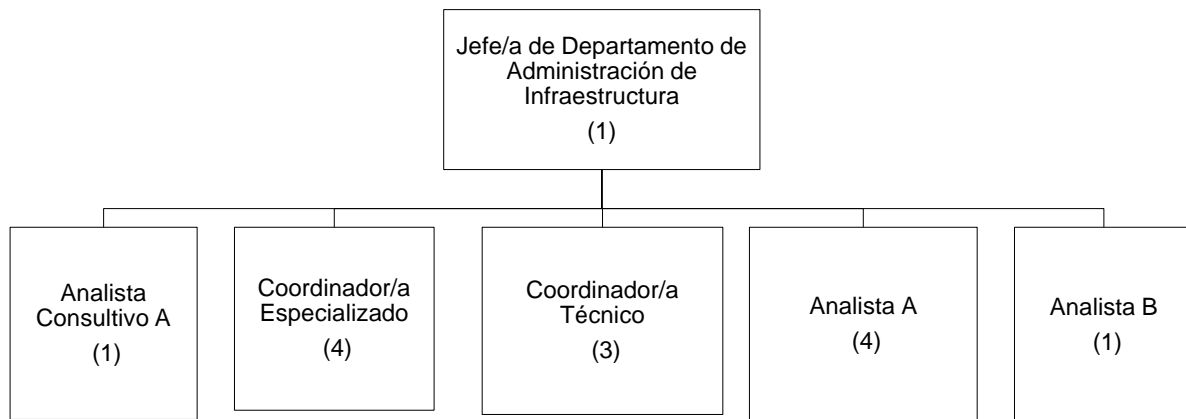 Jefe/a de Departamento de
Administración de
Infraestructura
(1)
Analista
Consultivo A
(1)
Coordinador/a
Especializado
(4)
Coordinador/a
Técnico
(3)
Analista A
(4)
Analista B
(1)